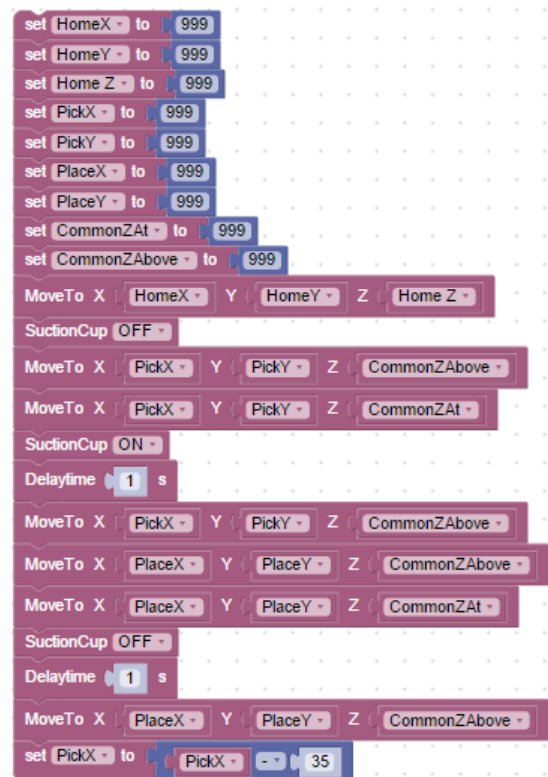 set HomeX to 999
set HomeY to 999
set Home Z to 999
set PickX to 999
set PickY to 999
set PlaceX to 999
set PlaceY to 999
set CommonZAt to 999
set CommonZAbove to 999
MoveTo X HomeX Y HomeY Z Home Z
SuctionCup OFF
MoveTo X PickX Y PickY Z CommonZAbove
MoveTo X PickX Y PickY Z CommonZAt
SuctionCup ON
Delaytime 1 s
MoveTo X PickX Y PickY Z CommonZAbove
MoveTo X PlaceX Y PlaceY Z CommonZAbove
MoveTo X PlaceX Y PlaceY Z CommonZAt
SuctionCup OFF
Delaytime 1 s
MoveTo X PlaceX Y PlaceY Z CommonZAbove
set PickX to PickX - 35